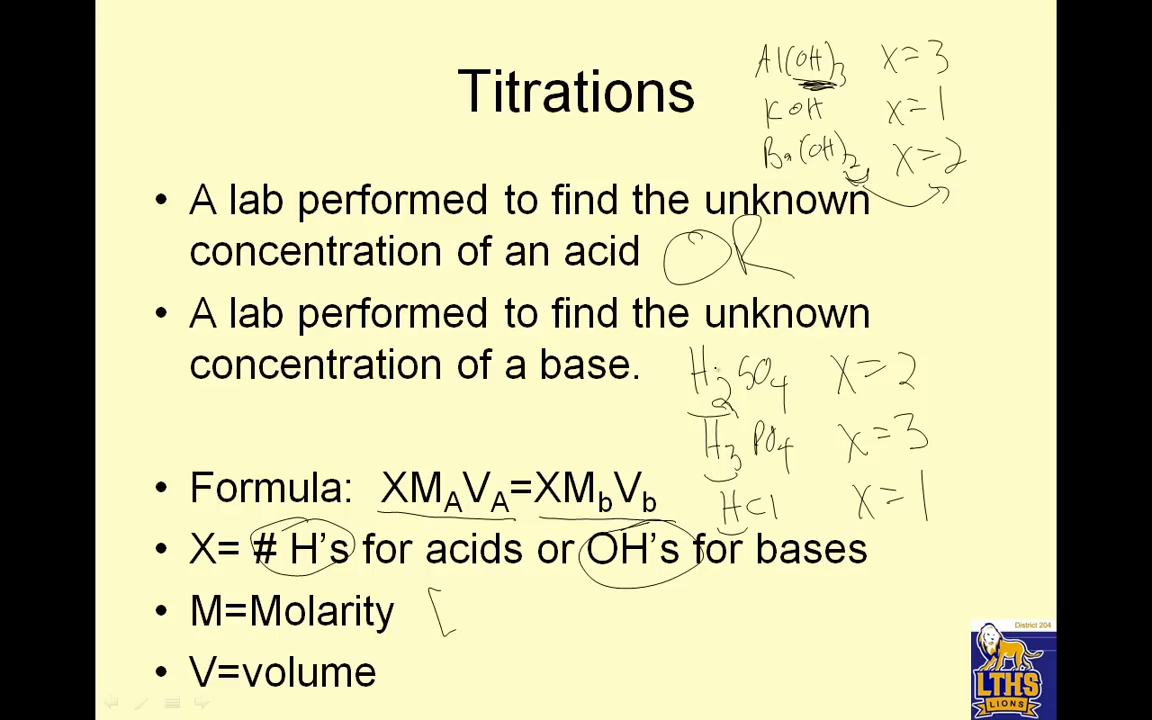 Titrations
Al(OH)3 X=3
KOH X=1
Ba(OH)2 X=2
• A lab performed to find the unknown
concentration of an acid OR
• A lab performed to find the unknown
concentration of a base.
H2SO4 X=2
H3PO4 X=3
HCl X=1
• Formula: XMAVA=XMbVb
• X= # H's for acids or OH's for bases
• M=Molarity [
• V=volume
District 204
LTHS
LIONS